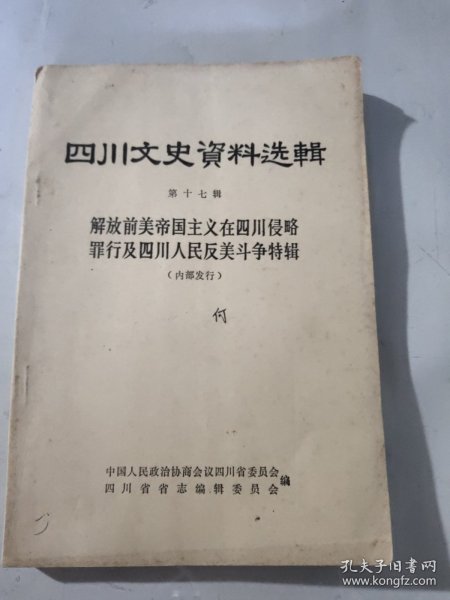 四川文史資料选輯
第十七辑
解放前美帝国主义在四川侵略
罪行及四川人民反美斗争特辑
（内部发行）
何
中国人民政治协商会议四川省委员会
四川省省志编辑委员会
编
孔夫子旧书网
www.kongfz.com